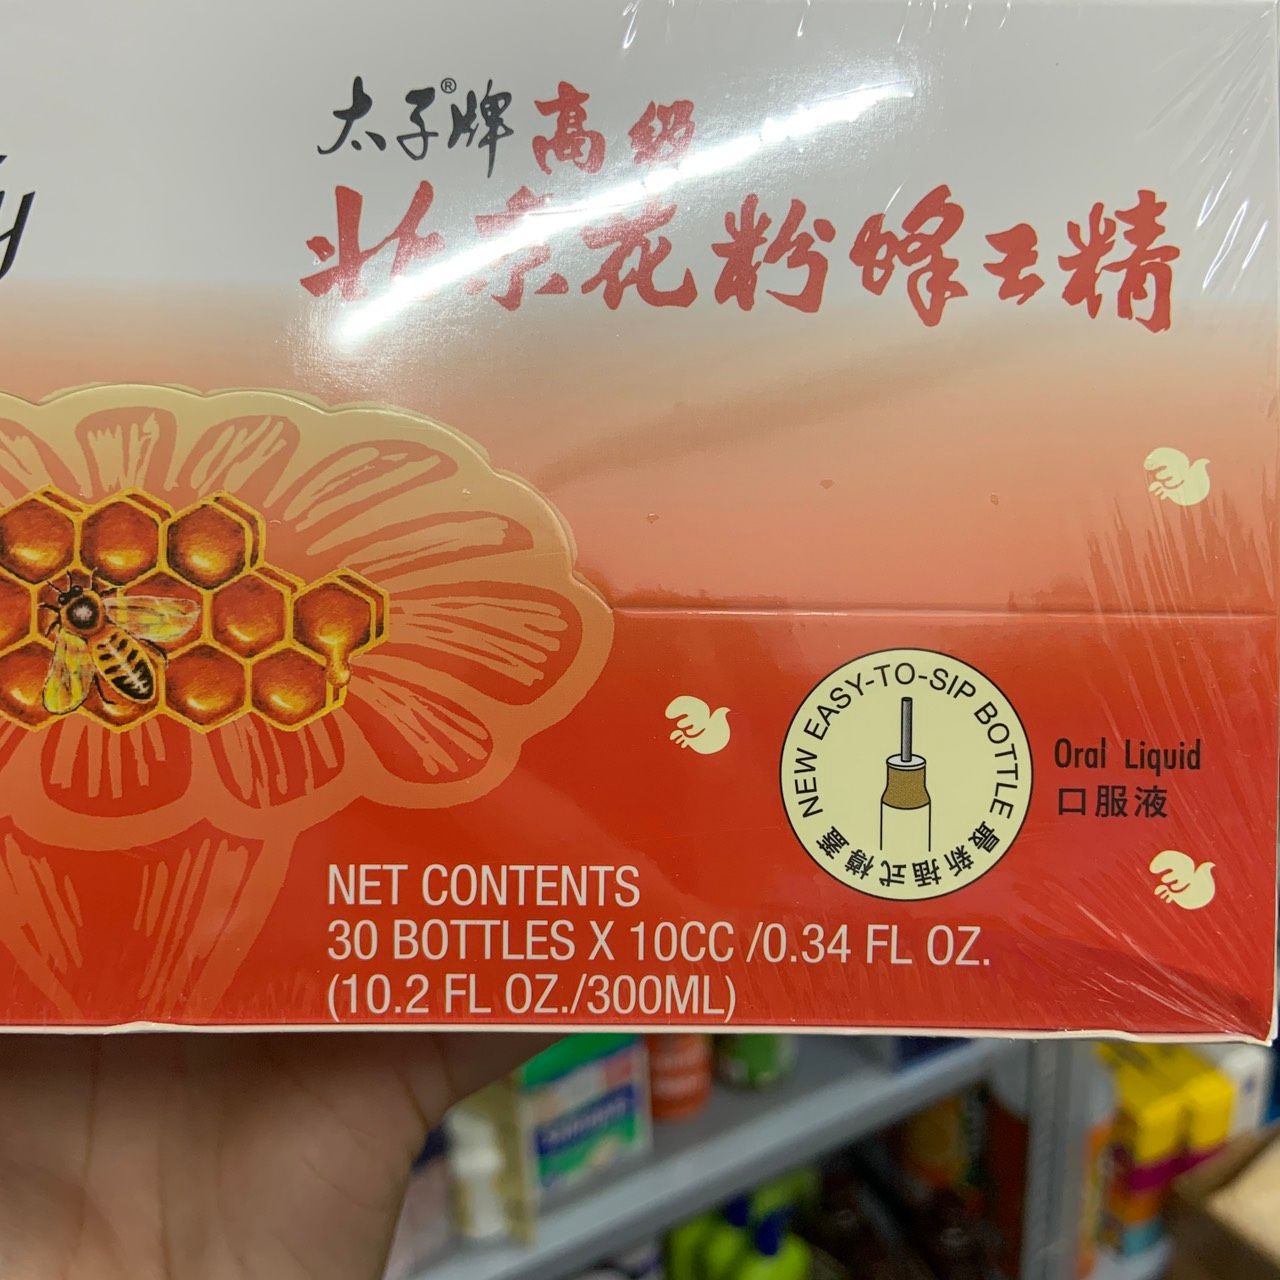 太子®牌 高級
北京花粉蜂王精
NEW EASY-TO-SIP BOTTLE
最新插式樽蓋
Oral Liquid
口服液
NET CONTENTS
30 BOTTLES X 10CC /0.34 FL OZ.
(10.2 FL OZ./300ML)